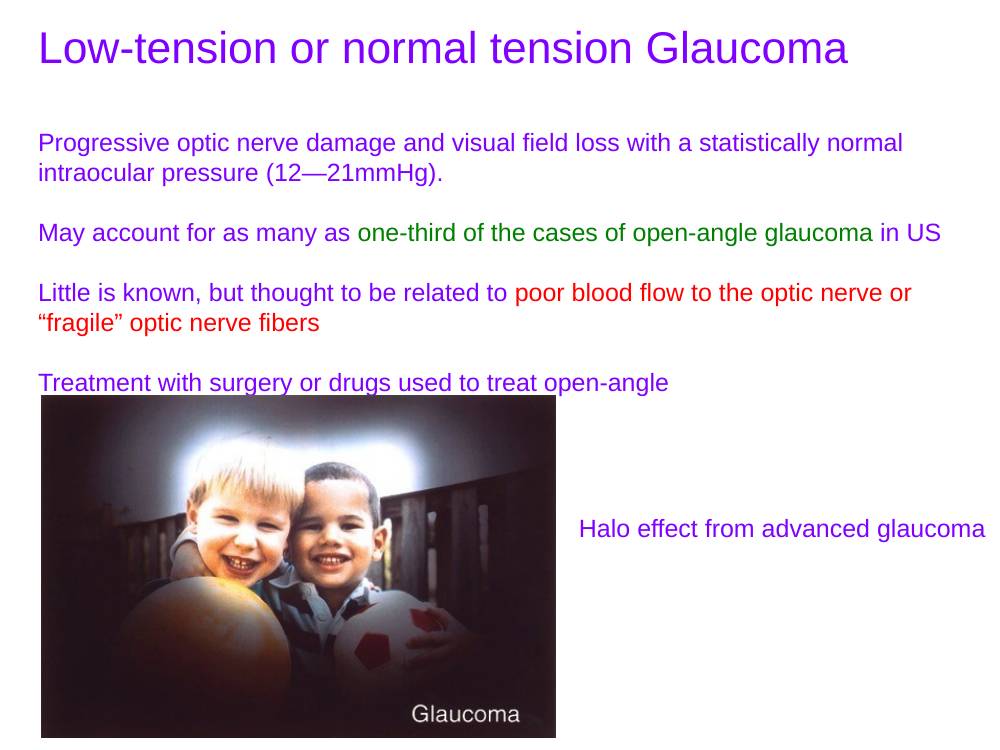 Low-tension or normal tension Glaucoma
Progressive optic nerve damage and visual field loss with a statistically normal
intraocular pressure (12—21mmHg).
May account for as many as one-third of the cases of open-angle glaucoma in US
Little is known, but thought to be related to poor blood flow to the optic nerve or
“fragile” optic nerve fibers
Treatment with surgery or drugs used to treat open-angle
Halo effect from advanced glaucoma
Glaucoma